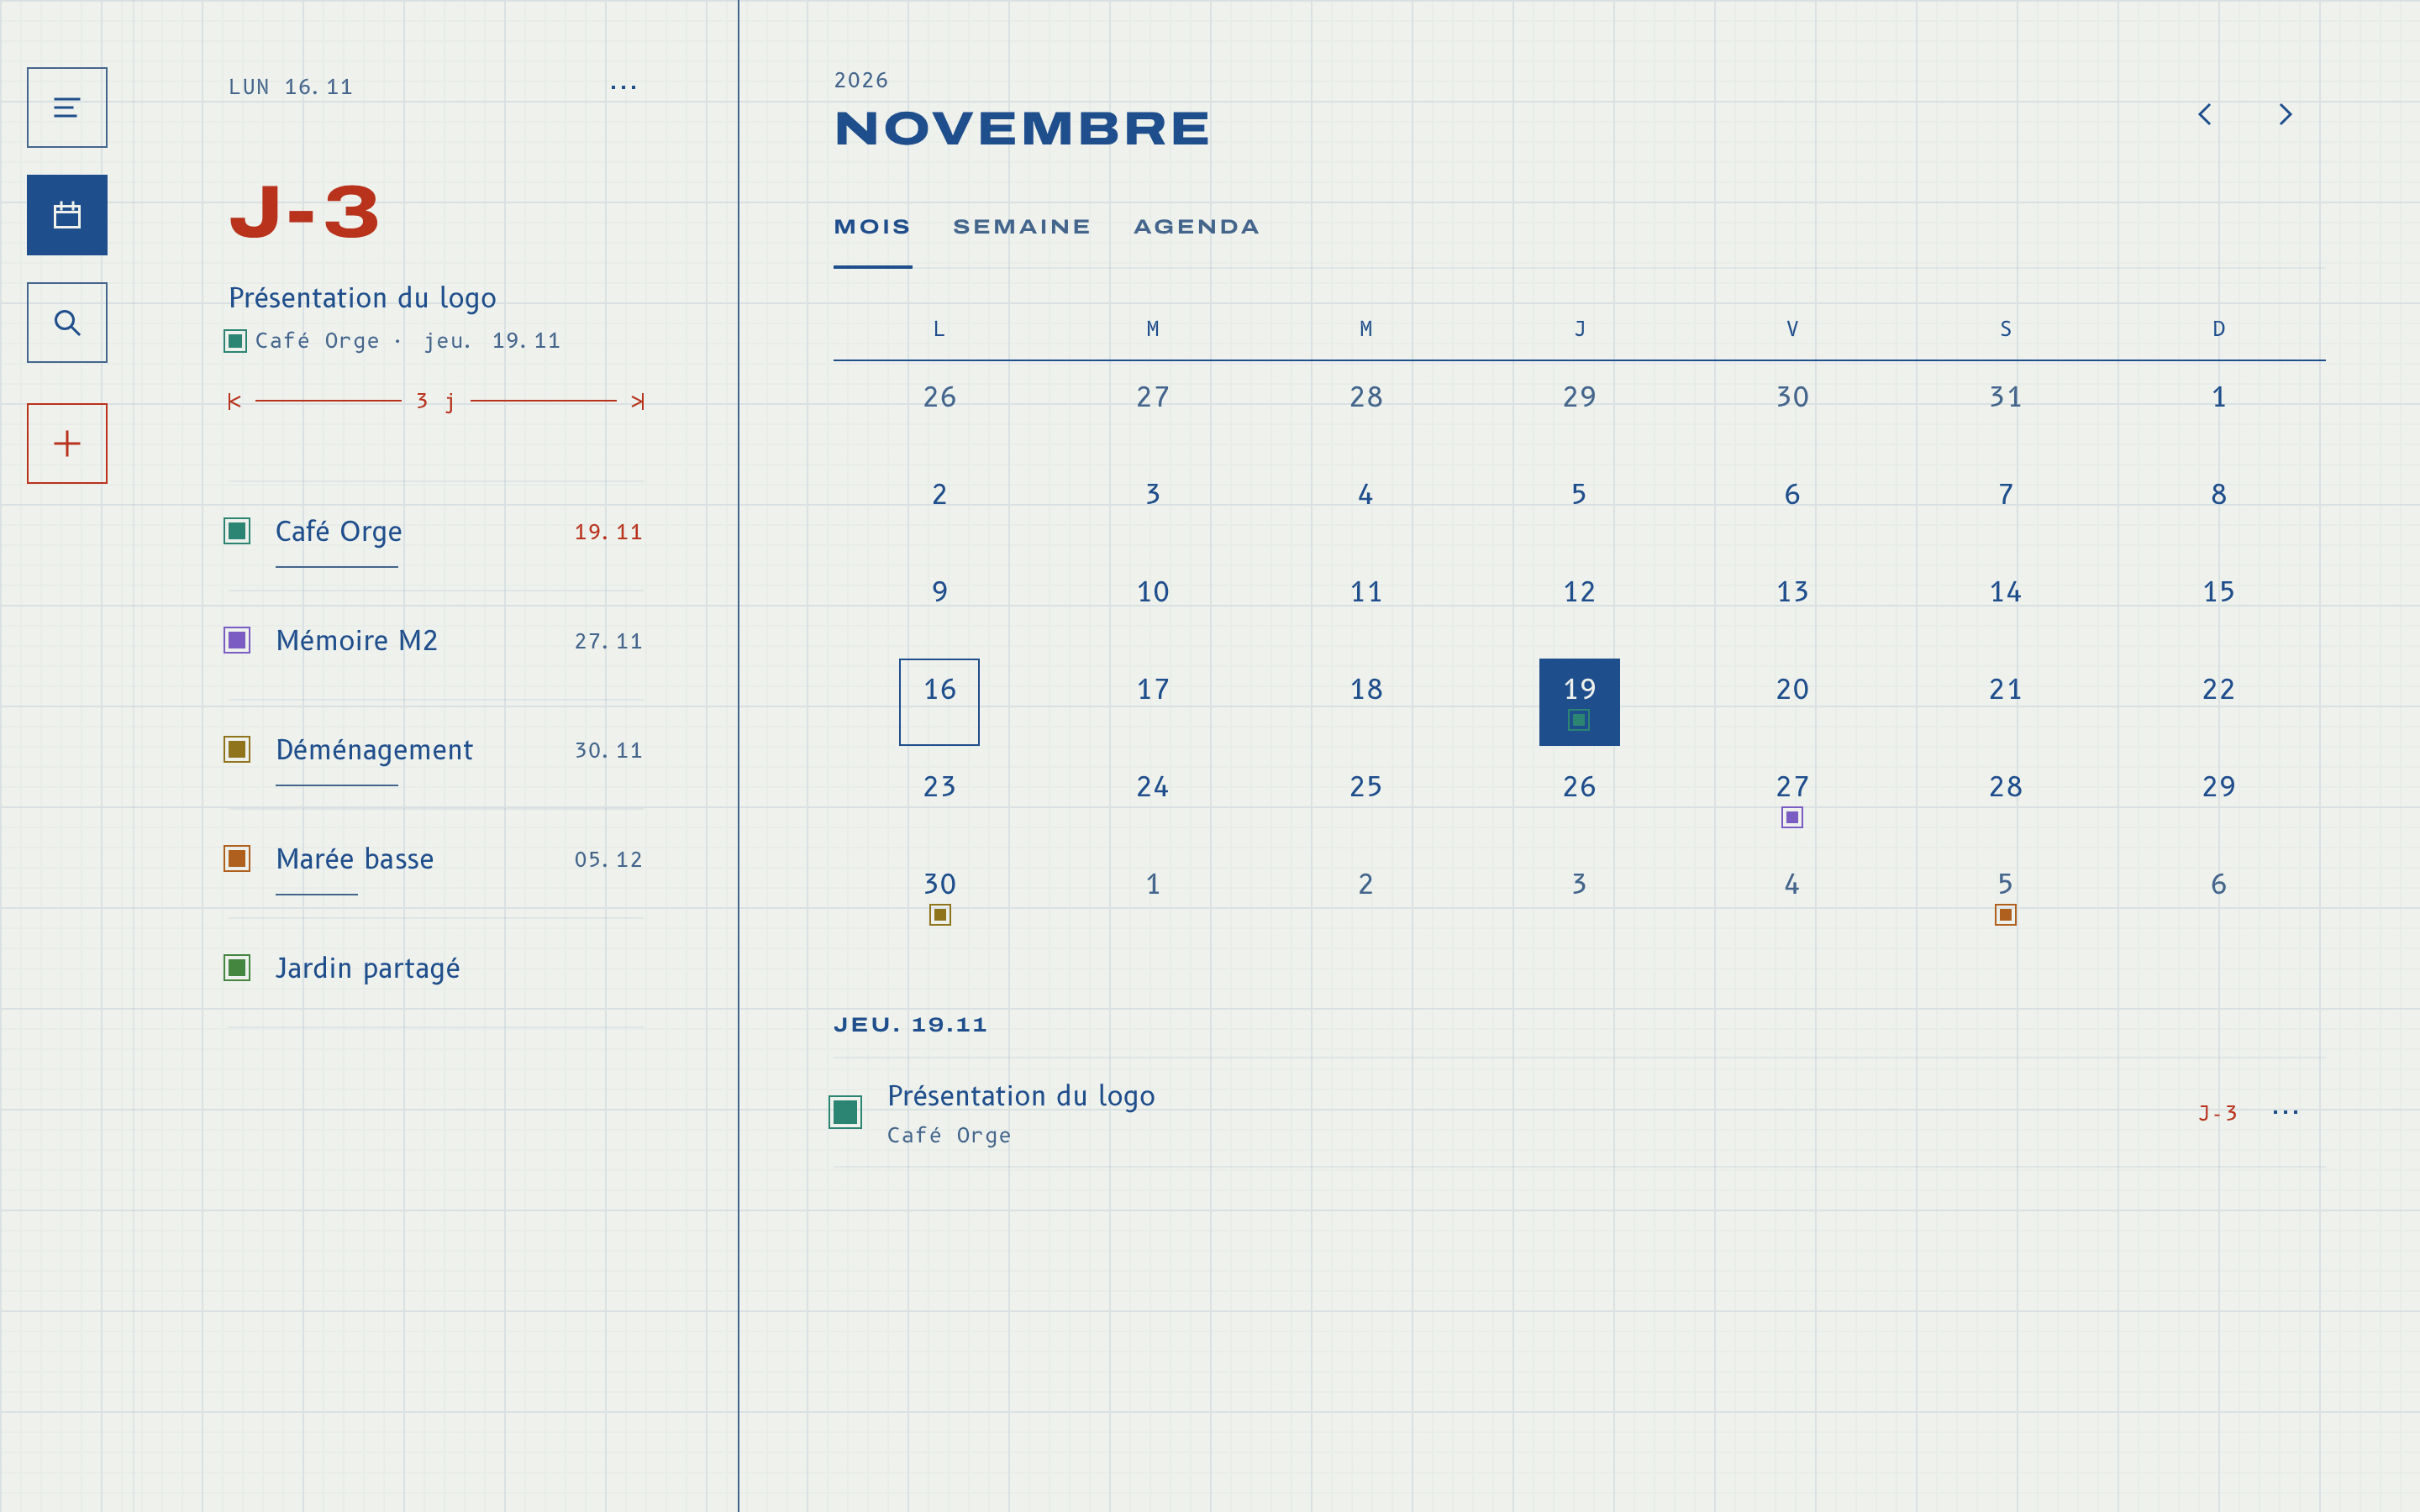 LUN 16.11
...
J-3
Présentation du logo
Café Orge · jeu. 19.11
3 j
Café Orge 19.11
Mémoire M2 27.11
Déménagement 30.11
Marée basse 05.12
Jardin partagé
2026
NOVEMBRE
MOIS SEMAINE AGENDA
L M M J V S D
26 27 28 29 30 31 1
2 3 4 5 6 7 8
9 10 11 12 13 14 15
16 17 18 19 20 21 22
23 24 25 26 27 28 29
30 1 2 3 4 5 6
JEU. 19.11
Présentation du logo
Café Orge
J-3 ...